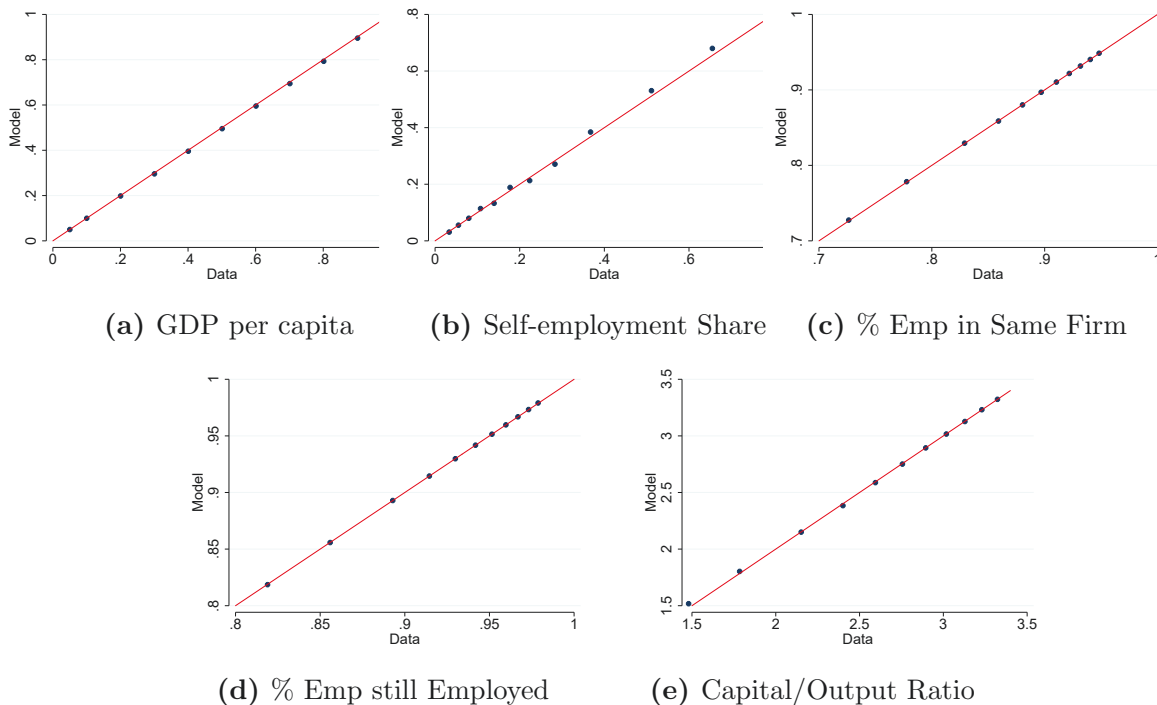 Model
1
.8
.6
.4
.2
0
0 .2 .4 .6 .8
Data
(a) GDP per capita
Model
.8
.6
.4
.2
0
0 .2 .4 .6
Data
(b) Self-employment Share
Model
1
.9
.8
.7
.7 .8 .9 1
Data
(c) % Emp in Same Firm
Model
1
.95
.9
.85
.8
.8 .85 .9 .95 1
Data
(d) % Emp still Employed
Model
3.5
3
2.5
2
1.5
1.5 2 2.5 3 3.5
Data
(e) Capital/Output Ratio